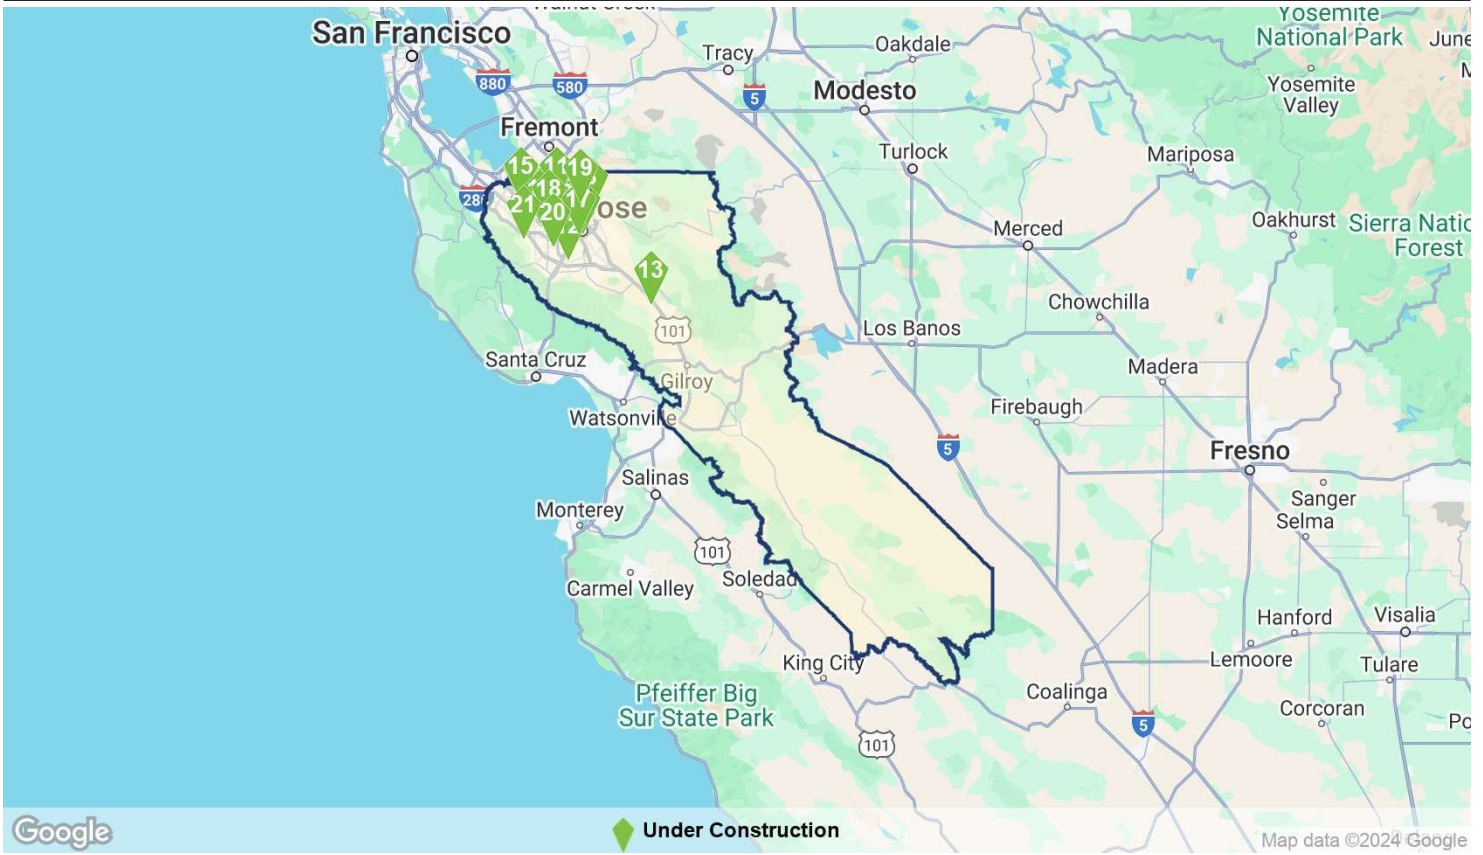 San Francisco
Yosemite
National Park
June
Tracy
Oakdale
880
580
5
Modesto
Yosemite
Valley
Fremont
15
11
19
Turlock
Mariposa
280
18
17
21
20
ose
Merced
Oakhurst
Sierra Natio
Forest
13
101
Chowchilla
Los Banos
Santa Cruz
Gilroy
Madera
Watsonville
Firebaugh
5
Fresno
Salinas
Sanger
Selma
Monterey
101
Carmel Valley
Soledad
Hanford
Visalia
King City
Lemoore
Tulare
Pfeiffer Big
Sur State Park
Coalinga
Corcoran
5
Po
101
Google
Under Construction
Map data ©2024 Google